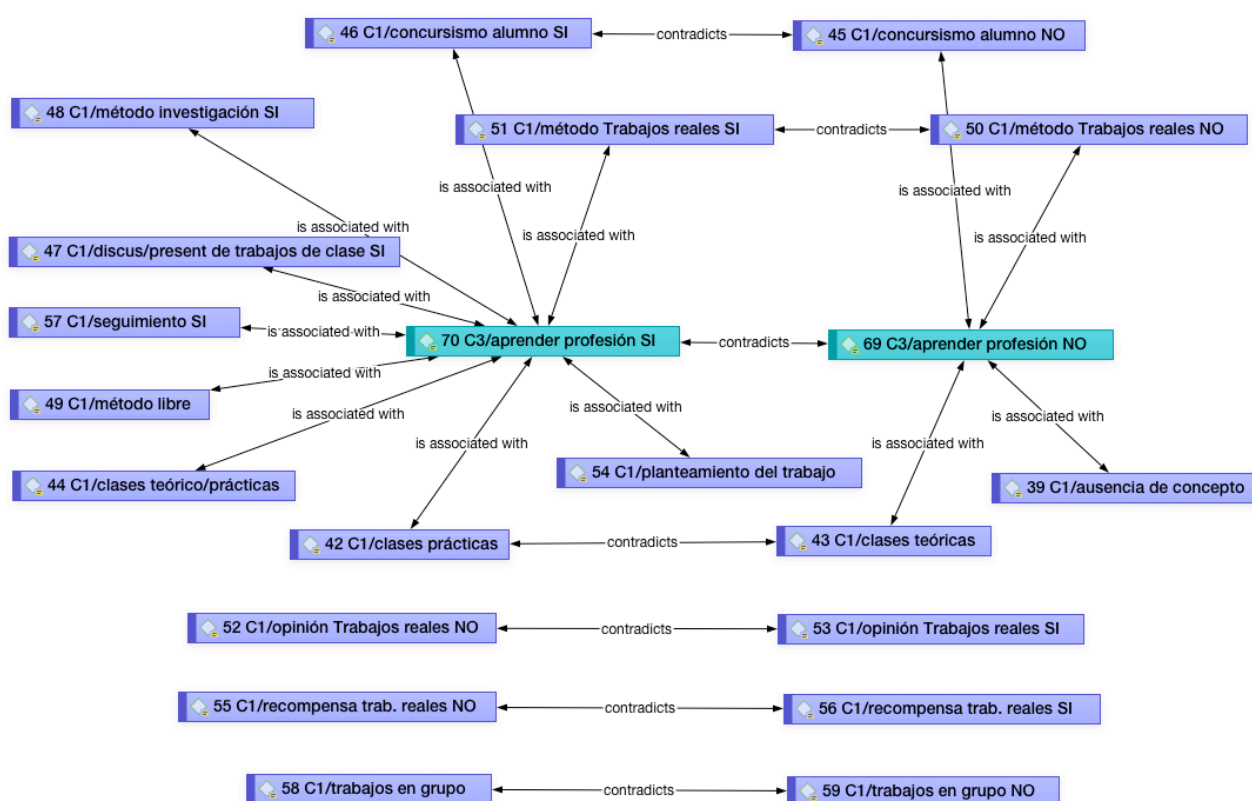 46 C1/concursismo alumno SI
contradicts
45 C1/concursismo alumno NO
48 C1/método investigación SI
51 C1/método Trabajos reales SI
contradicts
50 C1/método Trabajos reales NO
is associated with
is associated with
is associated with
is associated with
is associated with
47 C1/discus/present de trabajos de clase SI
is associated with
57 C1/seguimiento SI
is associated with
70 C3/aprender profesión SI
contradicts
69 C3/aprender profesión NO
is associated with
49 C1/método libre
is associated with
is associated with
is associated with
is associated with
is associated with
44 C1/clases teórico/prácticas
54 C1/planteamiento del trabajo
39 C1/ausencia de concepto
42 C1/clases prácticas
contradicts
43 C1/clases teóricas
52 C1/opinión Trabajos reales NO
contradicts
53 C1/opinión Trabajos reales SI
55 C1/recompensa trab. reales NO
contradicts
56 C1/recompensa trab. reales SI
58 C1/trabajos en grupo
contradicts
59 C1/trabajos en grupo NO